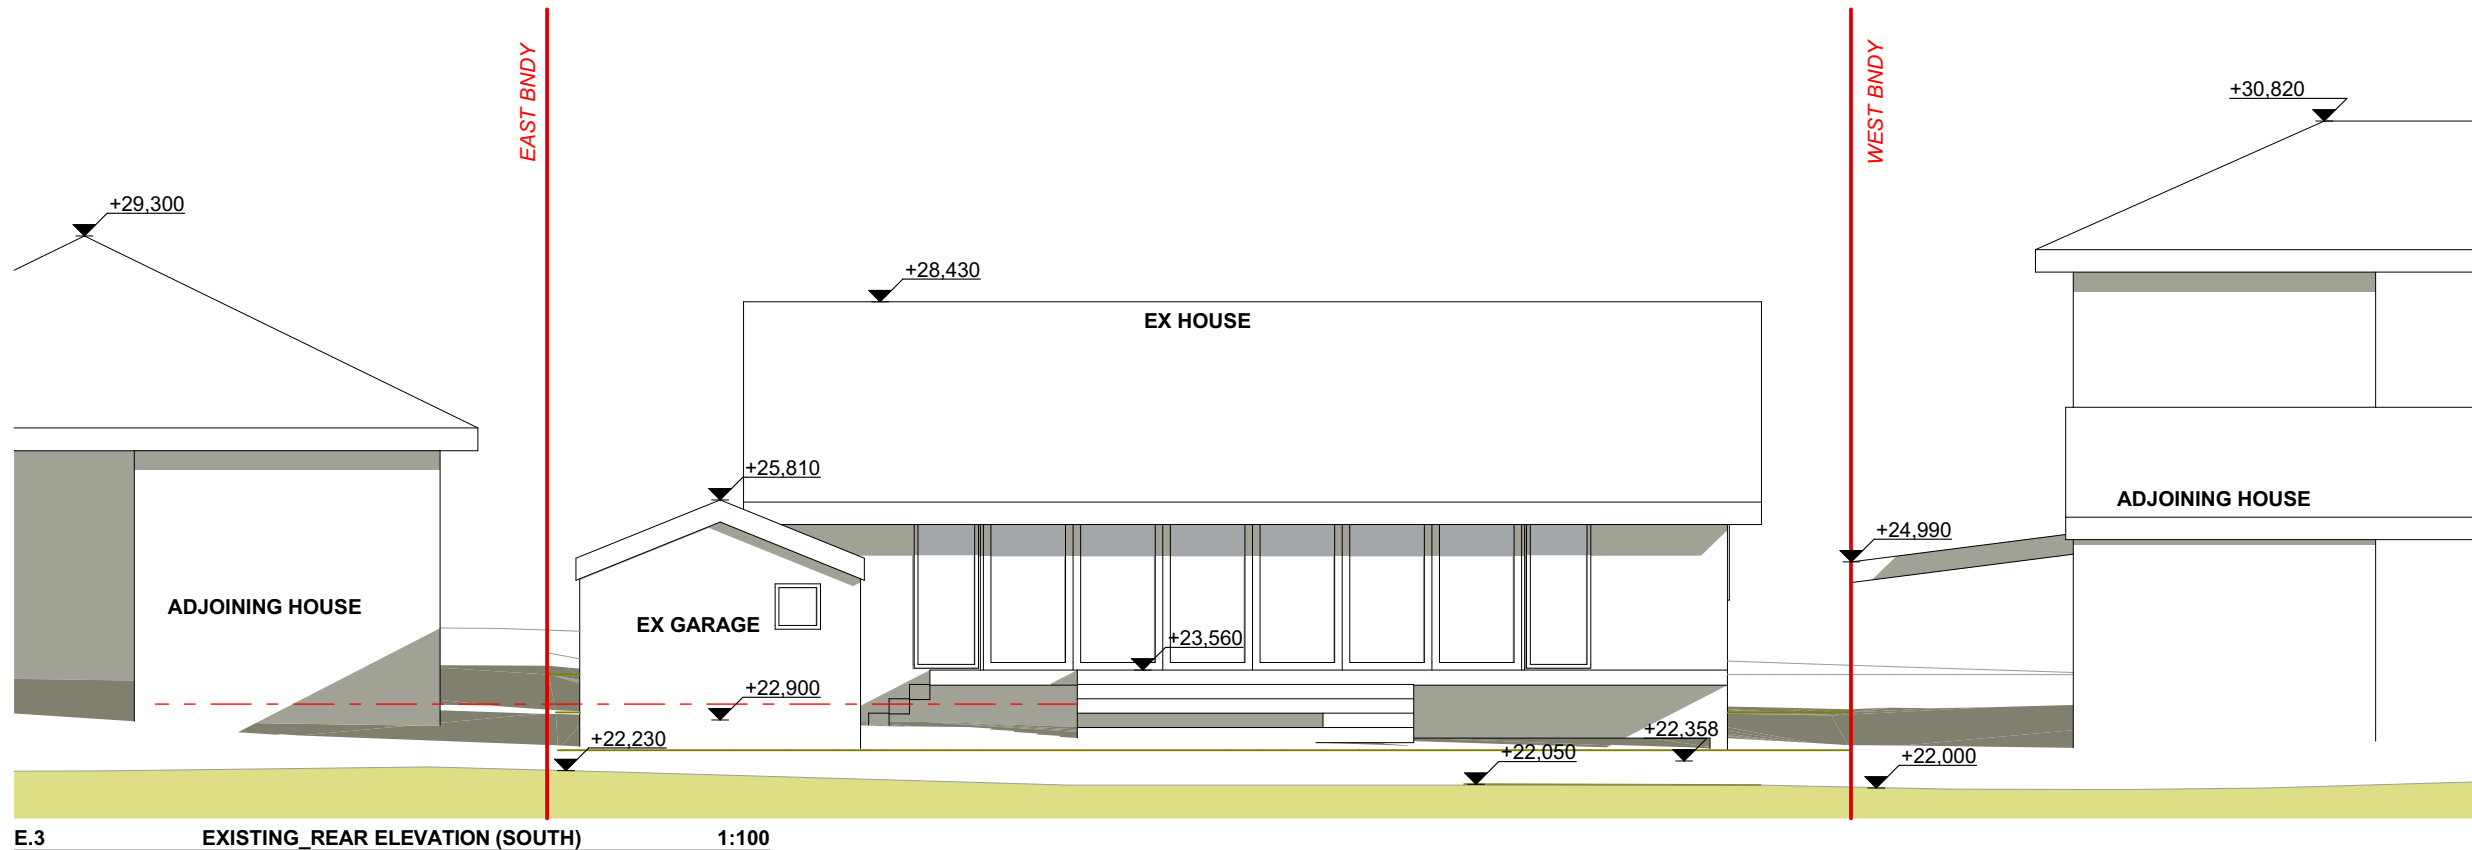 EAST BNDY
WEST BNDY
+30,820
+29,300
+28,430
EX HOUSE
+25,810
ADJOINING HOUSE
+24,990
ADJOINING HOUSE
EX GARAGE
+23,560
+22,900
+22,230
+22,358
+22,050
+22,000
E.3 EXISTING_REAR ELEVATION (SOUTH) 1:100